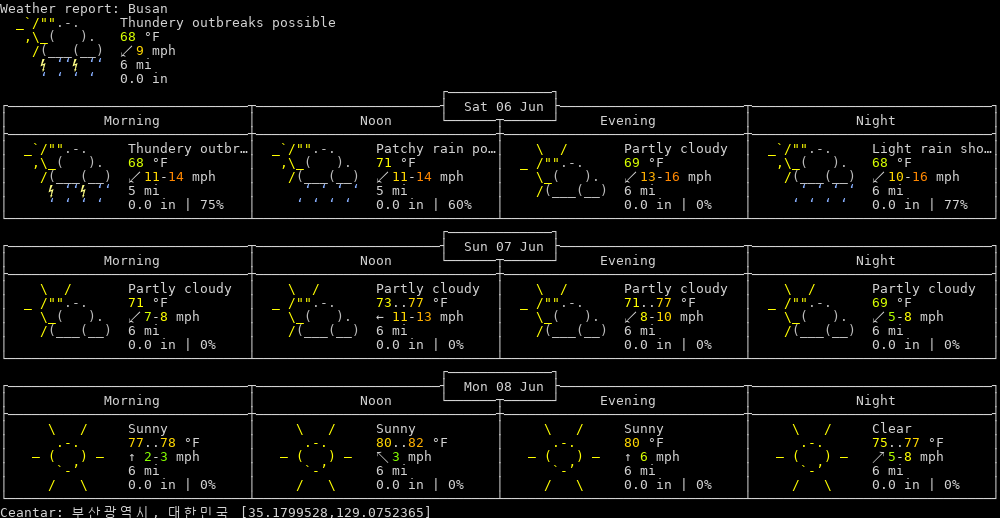 Weather report: Busan
Thundery outbreaks possible
68 °F
↙9 mph
6 mi
0.0 in
Sat 06 Jun
Morning Noon Evening Night
Thundery outbr… Patchy rain po… Partly cloudy Light rain sho…
68 °F 71 °F 69 °F 68 °F
↙11-14 mph ↙11-14 mph ↙13-16 mph ↙10-16 mph
5 mi 5 mi 6 mi 6 mi
0.0 in | 75% 0.0 in | 60% 0.0 in | 0% 0.0 in | 77%
Sun 07 Jun
Morning Noon Evening Night
Partly cloudy Partly cloudy Partly cloudy Partly cloudy
71 °F 73..77 °F 71..77 °F 69 °F
↙7-8 mph ← 11-13 mph ↙8-10 mph ↙5-8 mph
6 mi 6 mi 6 mi 6 mi
0.0 in | 0% 0.0 in | 0% 0.0 in | 0% 0.0 in | 0%
Mon 08 Jun
Morning Noon Evening Night
Sunny Sunny Sunny Clear
77..78 °F 80..82 °F 80 °F 75..77 °F
↑ 2-3 mph ↖3 mph ↑ 6 mph ↗5-8 mph
6 mi 6 mi 6 mi 6 mi
0.0 in | 0% 0.0 in | 0% 0.0 in | 0% 0.0 in | 0%
Ceantar: 부산광역시, 대한민국 [35.1799528,129.0752365]